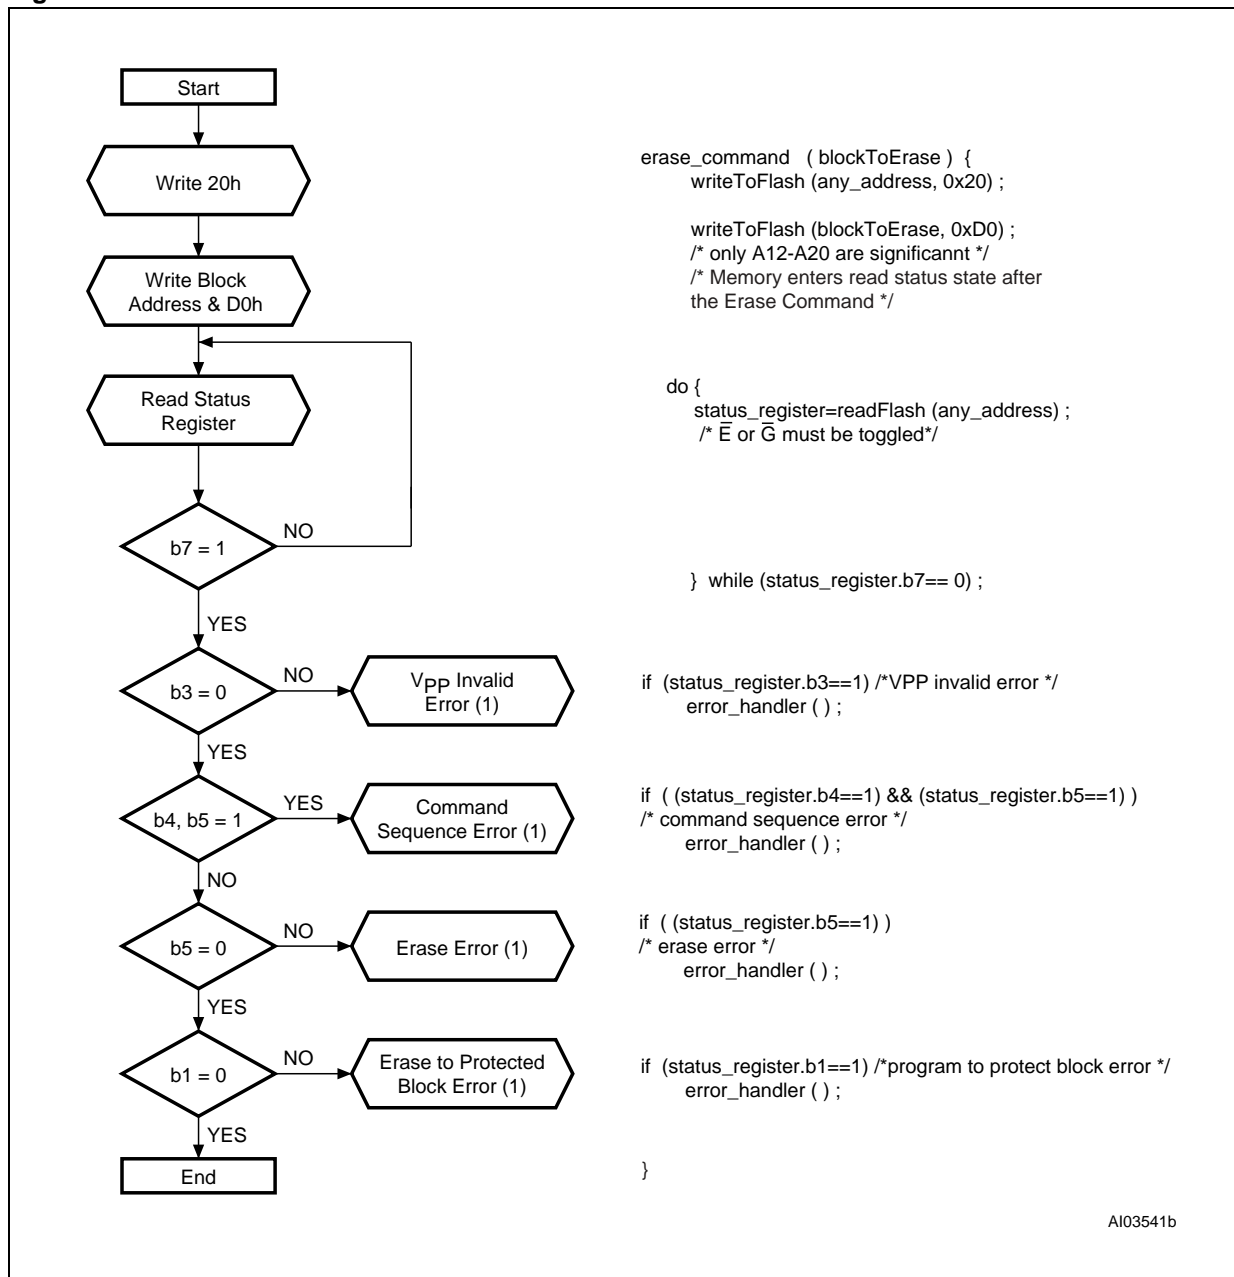 Start
Write 20h
Write Block
Address & D0h
Read Status
Register
b7 = 1
NO
YES
b3 = 0
NO
VPP Invalid
Error (1)
YES
b4, b5 = 1
YES
Command
Sequence Error (1)
NO
b5 = 0
NO
Erase Error (1)
YES
b1 = 0
NO
Erase to Protected
Block Error (1)
YES
End
erase_command ( blockToErase ) {
writeToFlash (any_address, 0x20) ;
writeToFlash (blockToErase, 0xD0) ;
/* only A12-A20 are significannt */
/* Memory enters read status state after
the Erase Command */
do {
status_register=readFlash (any_address) ;
/* E̅ or G̅ must be toggled*/
} while (status_register.b7== 0) ;
if (status_register.b3==1) /*VPP invalid error */
error_handler ( ) ;
if ( (status_register.b4==1) && (status_register.b5==1) )
/* command sequence error */
error_handler ( ) ;
if ( (status_register.b5==1) )
/* erase error */
error_handler ( ) ;
if (status_register.b1==1) /*program to protect block error */
error_handler ( ) ;
}
AI03541b